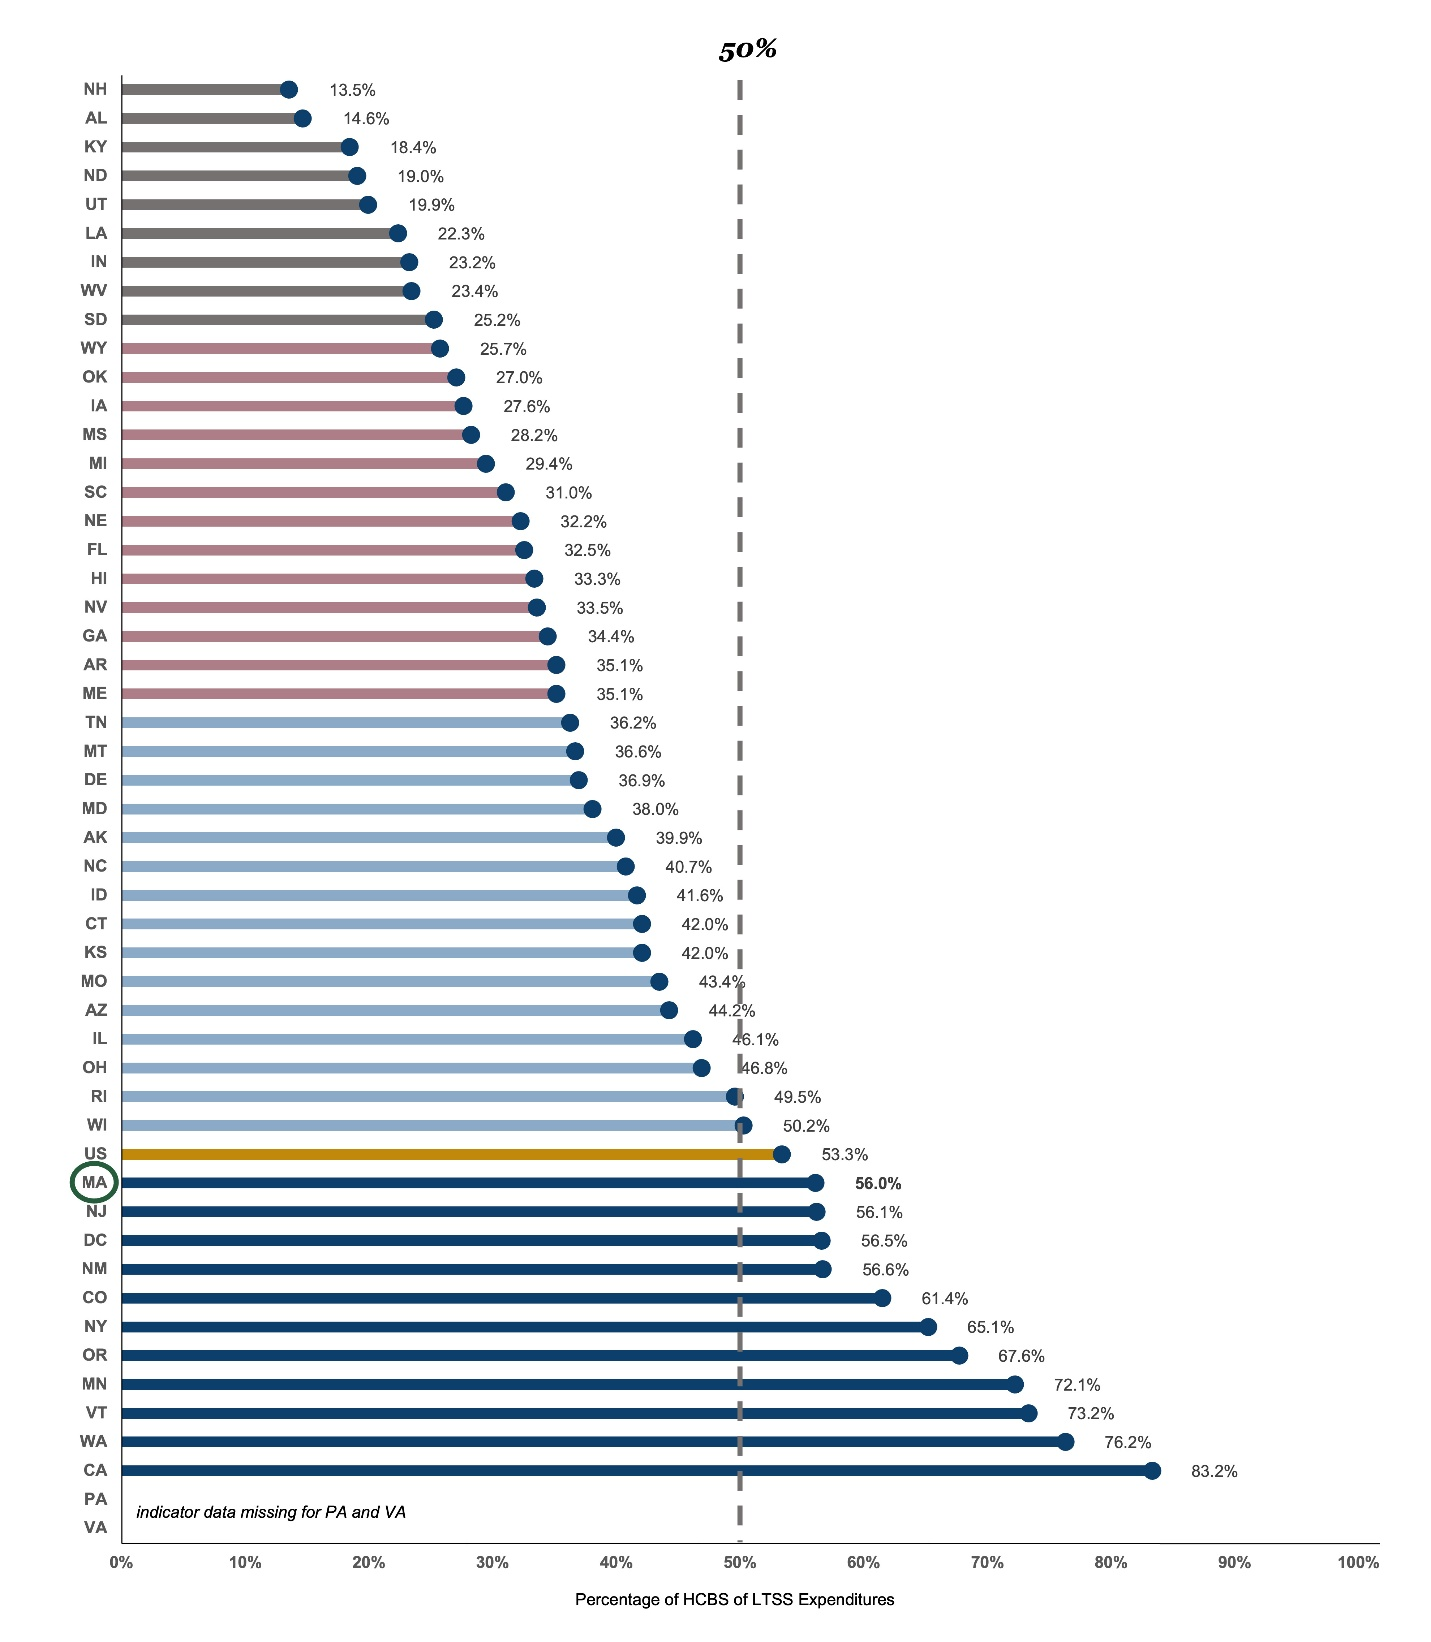 50%
NH 13.5%
AL 14.6%
KY 18.4%
ND 19.0%
UT 19.9%
LA 22.3%
IN 23.2%
WV 23.4%
SD 25.2%
WY 25.7%
OK 27.0%
IA 27.6%
MS 28.2%
MI 29.4%
SC 31.0%
NE 32.2%
FL 32.5%
HI 33.3%
NV 33.5%
GA 34.4%
AR 35.1%
ME 35.1%
TN 36.2%
MT 36.6%
DE 36.9%
MD 38.0%
AK 39.9%
NC 40.7%
ID 41.6%
CT 42.0%
KS 42.0%
MO 43.4%
AZ 44.2%
IL 46.1%
OH 46.8%
RI 49.5%
WI 50.2%
US 53.3%
MA 56.0%
NJ 56.1%
DC 56.5%
NM 56.6%
CO 61.4%
NY 65.1%
OR 67.6%
MN 72.1%
VT 73.2%
WA 76.2%
CA 83.2%
PA
indicator data missing for PA and VA
VA
0% 10% 20% 30% 40% 50% 60% 70% 80% 90% 100%
Percentage of HCBS of LTSS Expenditures